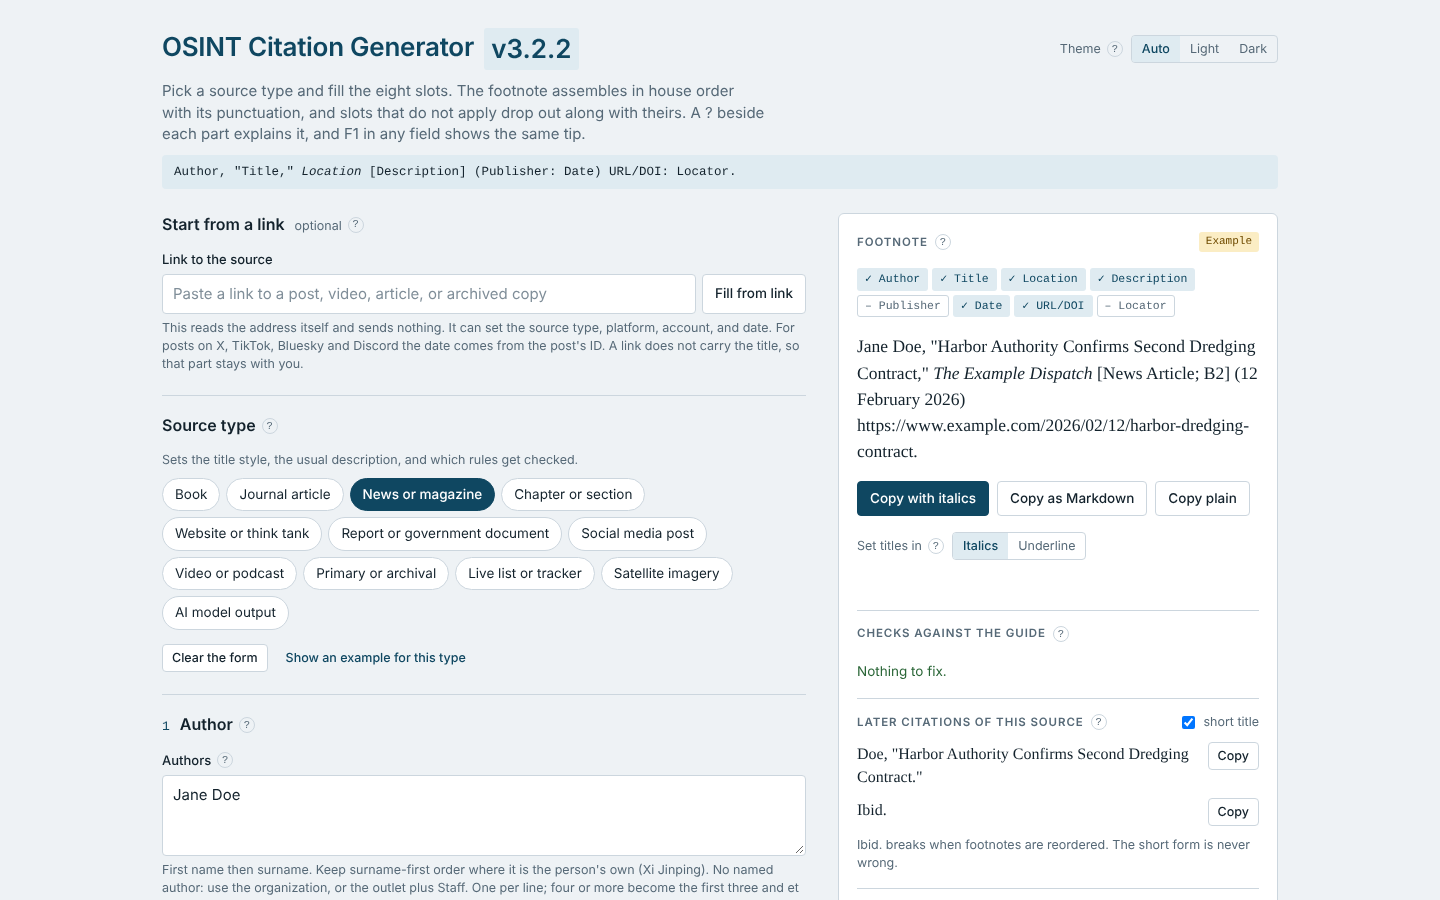 OSINT Citation Generator v3.2.2
Theme ? Auto Light Dark
Pick a source type and fill the eight slots. The footnote assembles in house order
with its punctuation, and slots that do not apply drop out along with theirs. A ? beside
each part explains it, and F1 in any field shows the same tip.
Author, "Title," Location [Description] (Publisher: Date) URL/DOI: Locator.
Start from a link optional ?
Link to the source
Paste a link to a post, video, article, or archived copy
Fill from link
This reads the address itself and sends nothing. It can set the source type, platform, account, and date. For
posts on X, TikTok, Bluesky and Discord the date comes from the post's ID. A link does not carry the title, so
that part stays with you.
Source type ?
Sets the title style, the usual description, and which rules get checked.
Book Journal article News or magazine Chapter or section
Website or think tank Report or government document Social media post
Video or podcast Primary or archival Live list or tracker Satellite imagery
AI model output
Clear the form Show an example for this type
1 Author ?
Authors ?
Jane Doe
First name then surname. Keep surname-first order where it is the person's own (Xi Jinping). No named
author: use the organization, or the outlet plus Staff. One per line; four or more become the first three and et
FOOTNOTE ? Example
✓ Author ✓ Title ✓ Location ✓ Description
– Publisher ✓ Date ✓ URL/DOI – Locator
Jane Doe, "Harbor Authority Confirms Second Dredging
Contract," The Example Dispatch [News Article; B2] (12
February 2026)
https://www.example.com/2026/02/12/harbor-dredging-
contract.
Copy with italics Copy as Markdown Copy plain
Set titles in ? Italics Underline
CHECKS AGAINST THE GUIDE ?
Nothing to fix.
LATER CITATIONS OF THIS SOURCE ? short title
Doe, "Harbor Authority Confirms Second Dredging
Contract."
Copy
Ibid.
Copy
Ibid. breaks when footnotes are reordered. The short form is never
wrong.